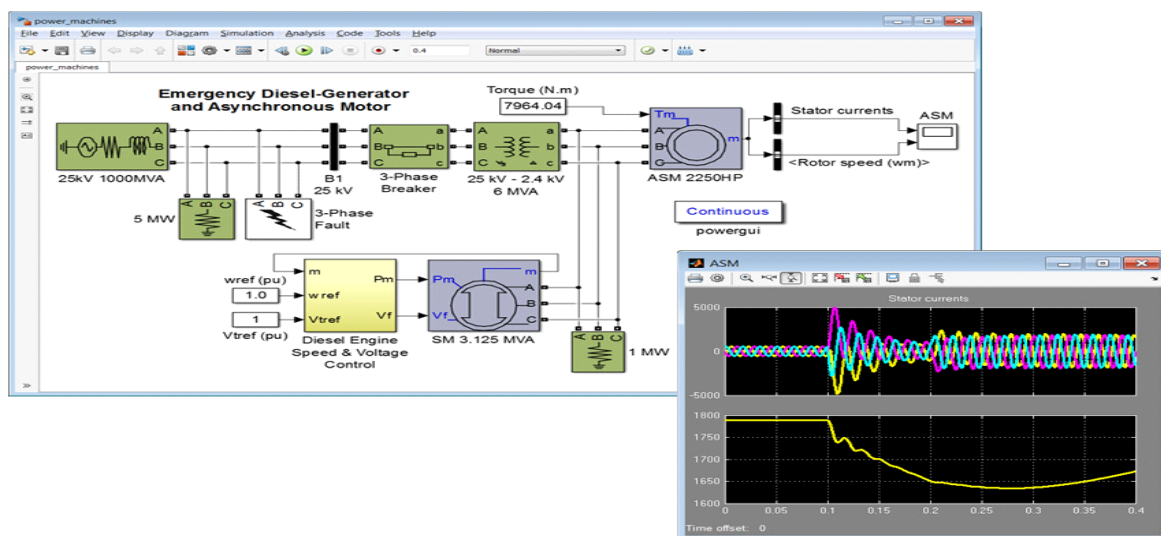 power_machines
File Edit View Display Diagram Simulation Analysis Code Tools Help
0.4
Normal
power_machines
Emergency Diesel-Generator
and Asynchronous Motor
Torque (N.m)
7964.04
A
B
C
25kV 1000MVA
B1
25 kV
A a
B b
C c
3-Phase
Breaker
A a
B b
C c
25 kV - 2.4 kV
6 MVA
Tm
A
B
C
m
ASM 2250HP
Stator currents
<Rotor speed (wm)>
ASM
A B C
5 MW
A B C
3-Phase
Fault
Continuous
powergui
wref (pu)
1.0
1
Vtref (pu)
m
w ref
Vtref
Pm
Vf
Diesel Engine
Speed & Voltage
Control
Pm
Vf
m
A
B
C
SM 3.125 MVA
A B C
1 MW
ASM
Stator currents
5000
0
-5000
1800
1750
1700
1650
1600
0 0.05 0.1 0.15 0.2 0.25 0.3 0.35 0.4
Time offset: 0